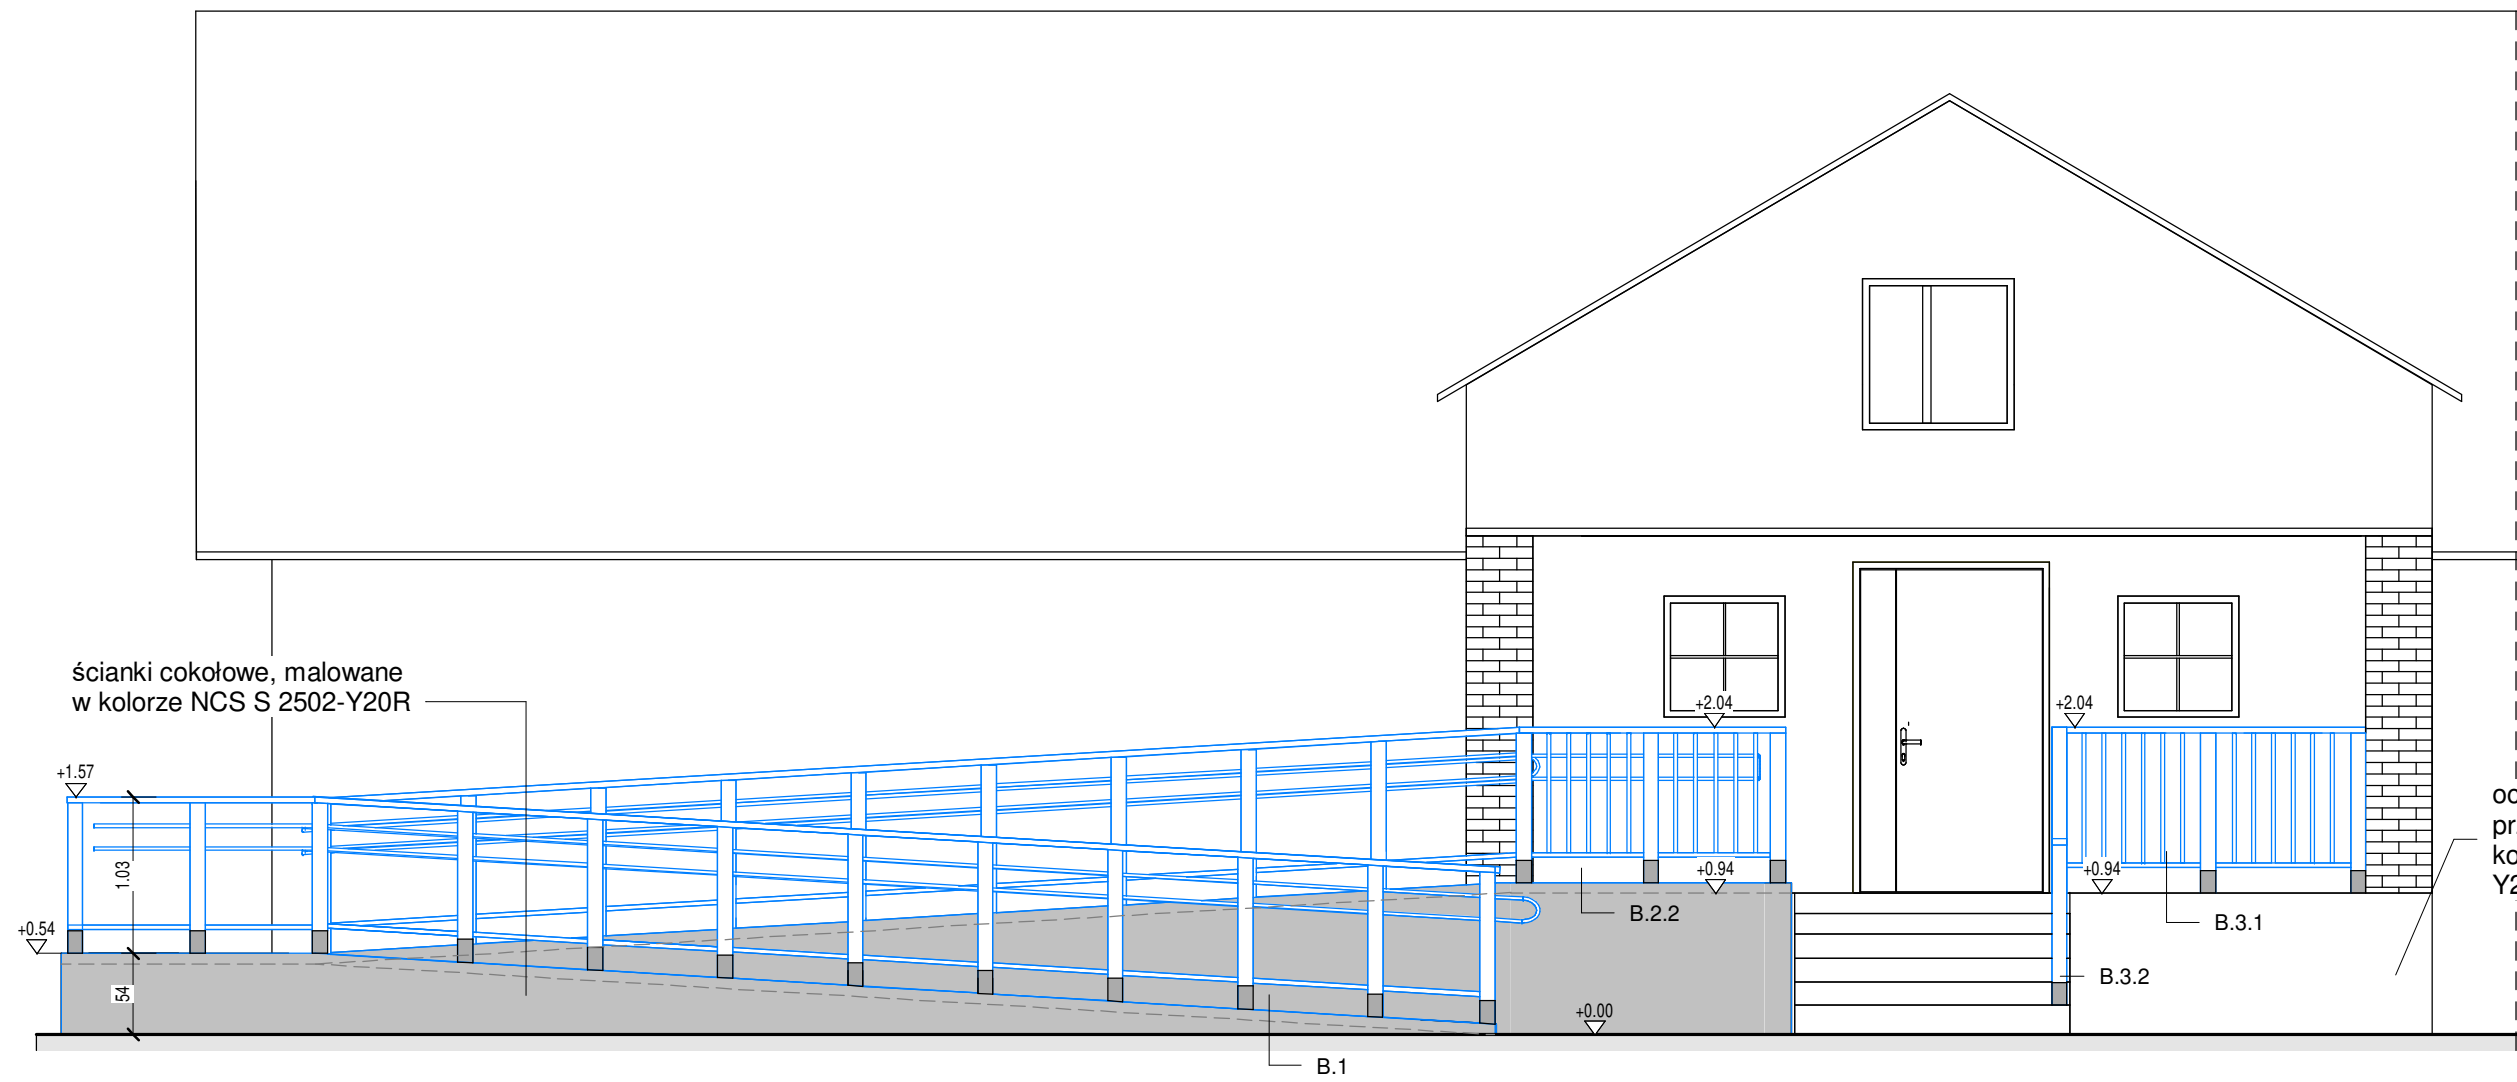 ścianki cokołowe, malowane
w kolorze NCS S 2502-Y20R
+2.04
+2.04
+1.57
1.03
+0.94
+0.94
+0.54
54
+0.00
B.2.2
B.3.1
B.3.2
B.1